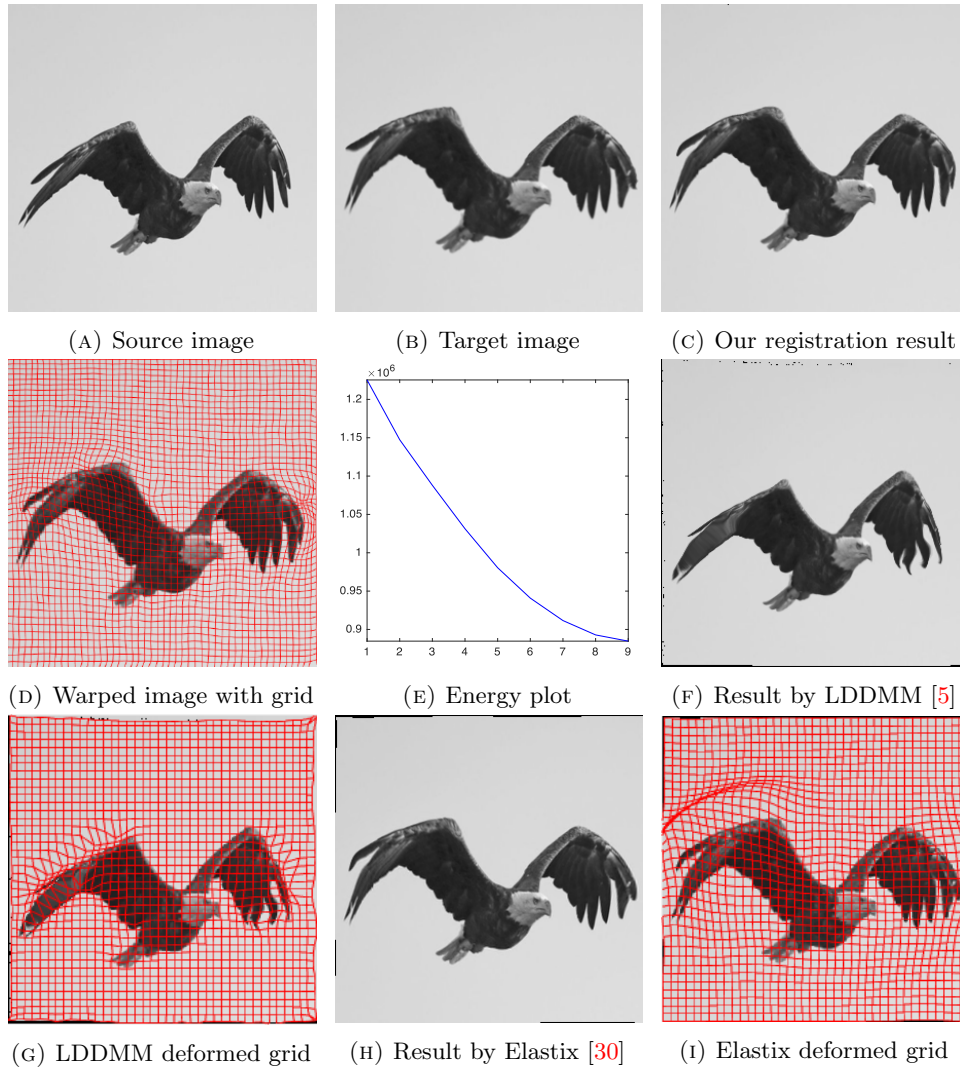 (A) Source image
(B) Target image
(C) Our registration result
× 10⁶
1.2
1.15
1.1
1.05
1
0.95
0.9
1 2 3 4 5 6 7 8 9
(D) Warped image with grid
(E) Energy plot
(F) Result by LDDMM [5]
(G) LDDMM deformed grid
(H) Result by Elastix [30]
(I) Elastix deformed grid